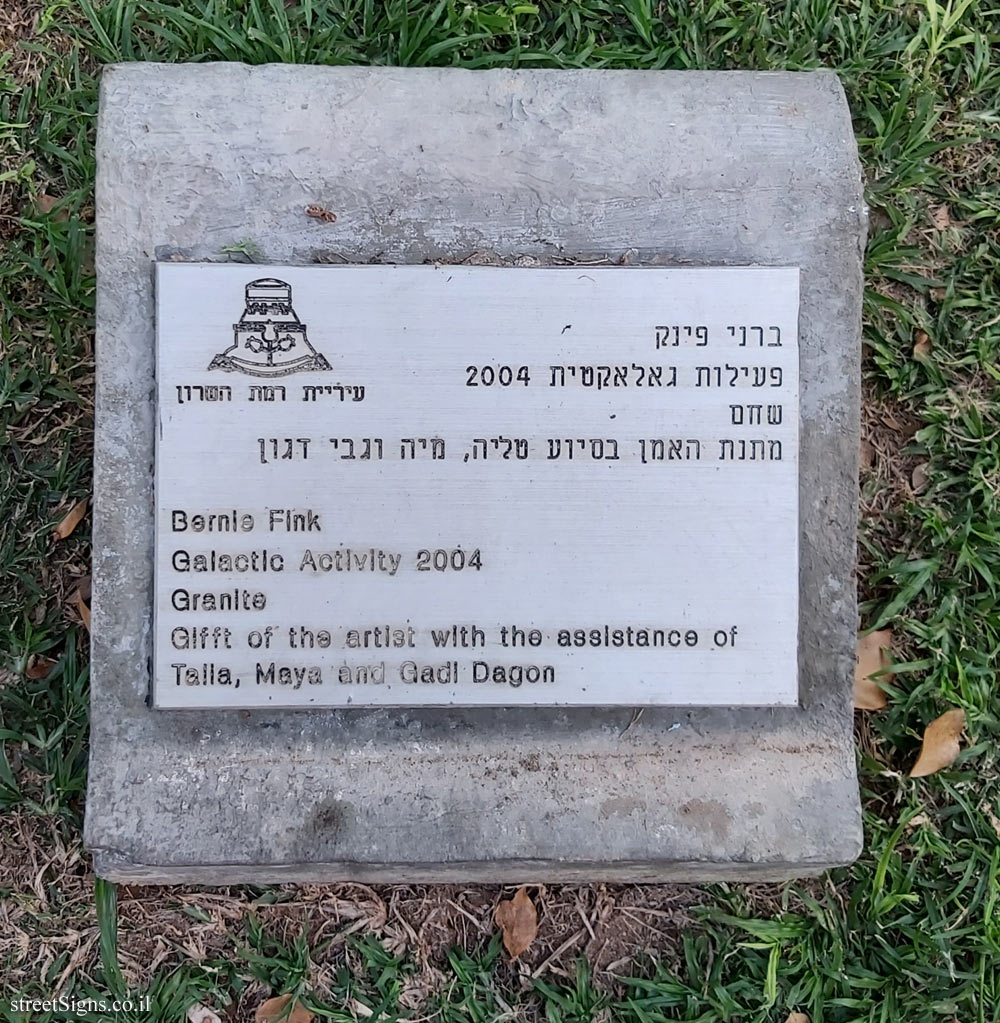 עיריית רמת השרון
ברני פינק
פעילות גאלאקטית 2004
שחם
מתנת האמן בסיוע טליה, מיה וגבי דגון
Bernie Fink
Galactic Activity 2004
Granite
Gifft of the artist with the assistance of
Talia, Maya and Gadi Dagon
streetSigns.co.il